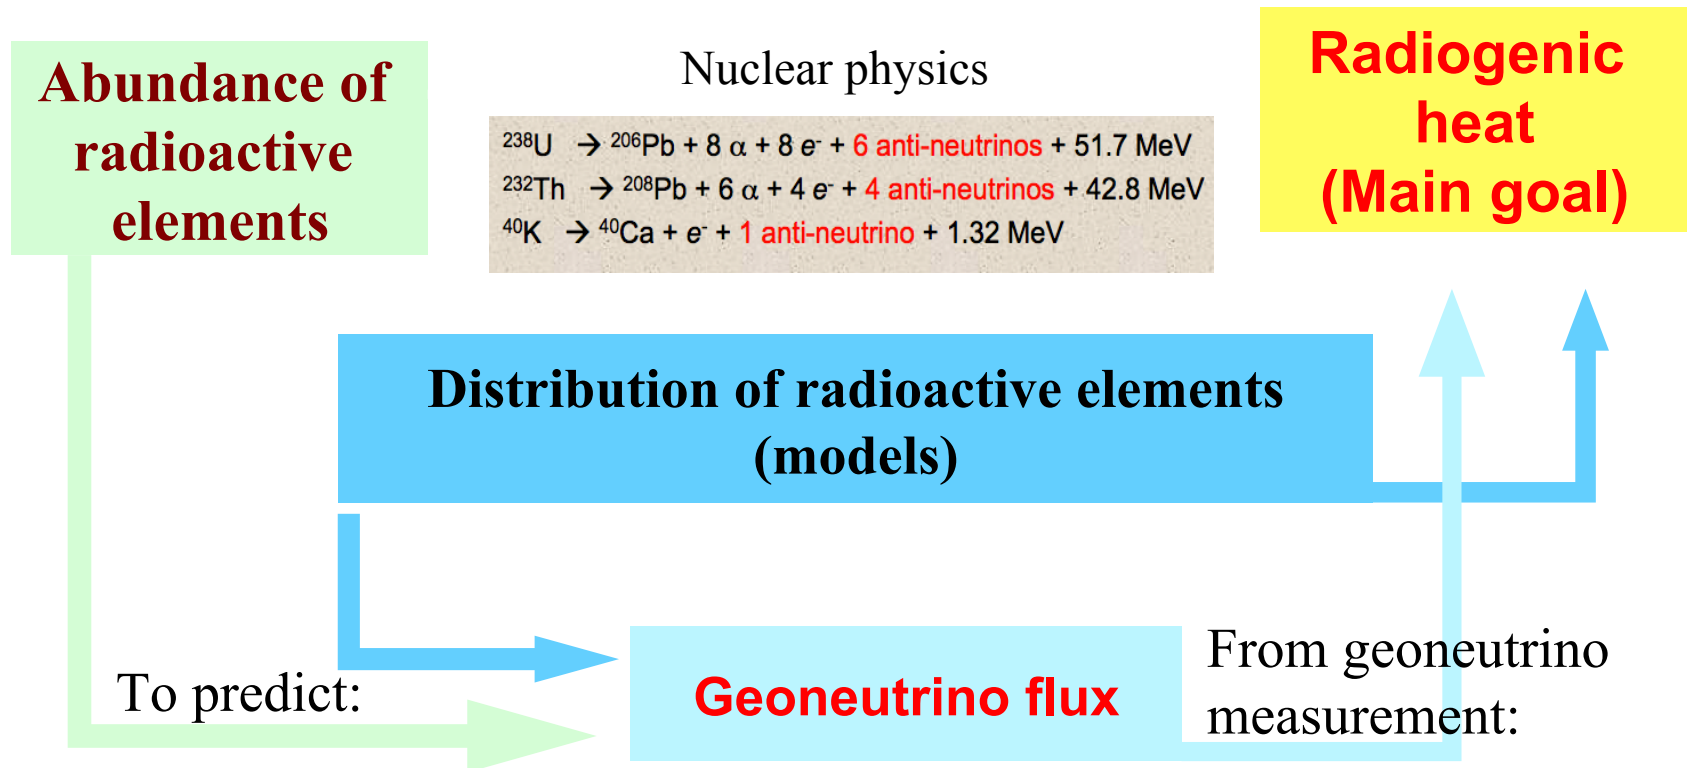 Abundance of
radioactive
elements
Nuclear physics
²³⁸U → ²⁰⁶Pb + 8 α + 8 e⁻ + 6 anti-neutrinos + 51.7 MeV
²³²Th → ²⁰⁸Pb + 6 α + 4 e⁻ + 4 anti-neutrinos + 42.8 MeV
⁴⁰K → ⁴⁰Ca + e⁻ + 1 anti-neutrino + 1.32 MeV
Radiogenic
heat
(Main goal)
Distribution of radioactive elements
(models)
To predict:
Geoneutrino flux
From geoneutrino
measurement: